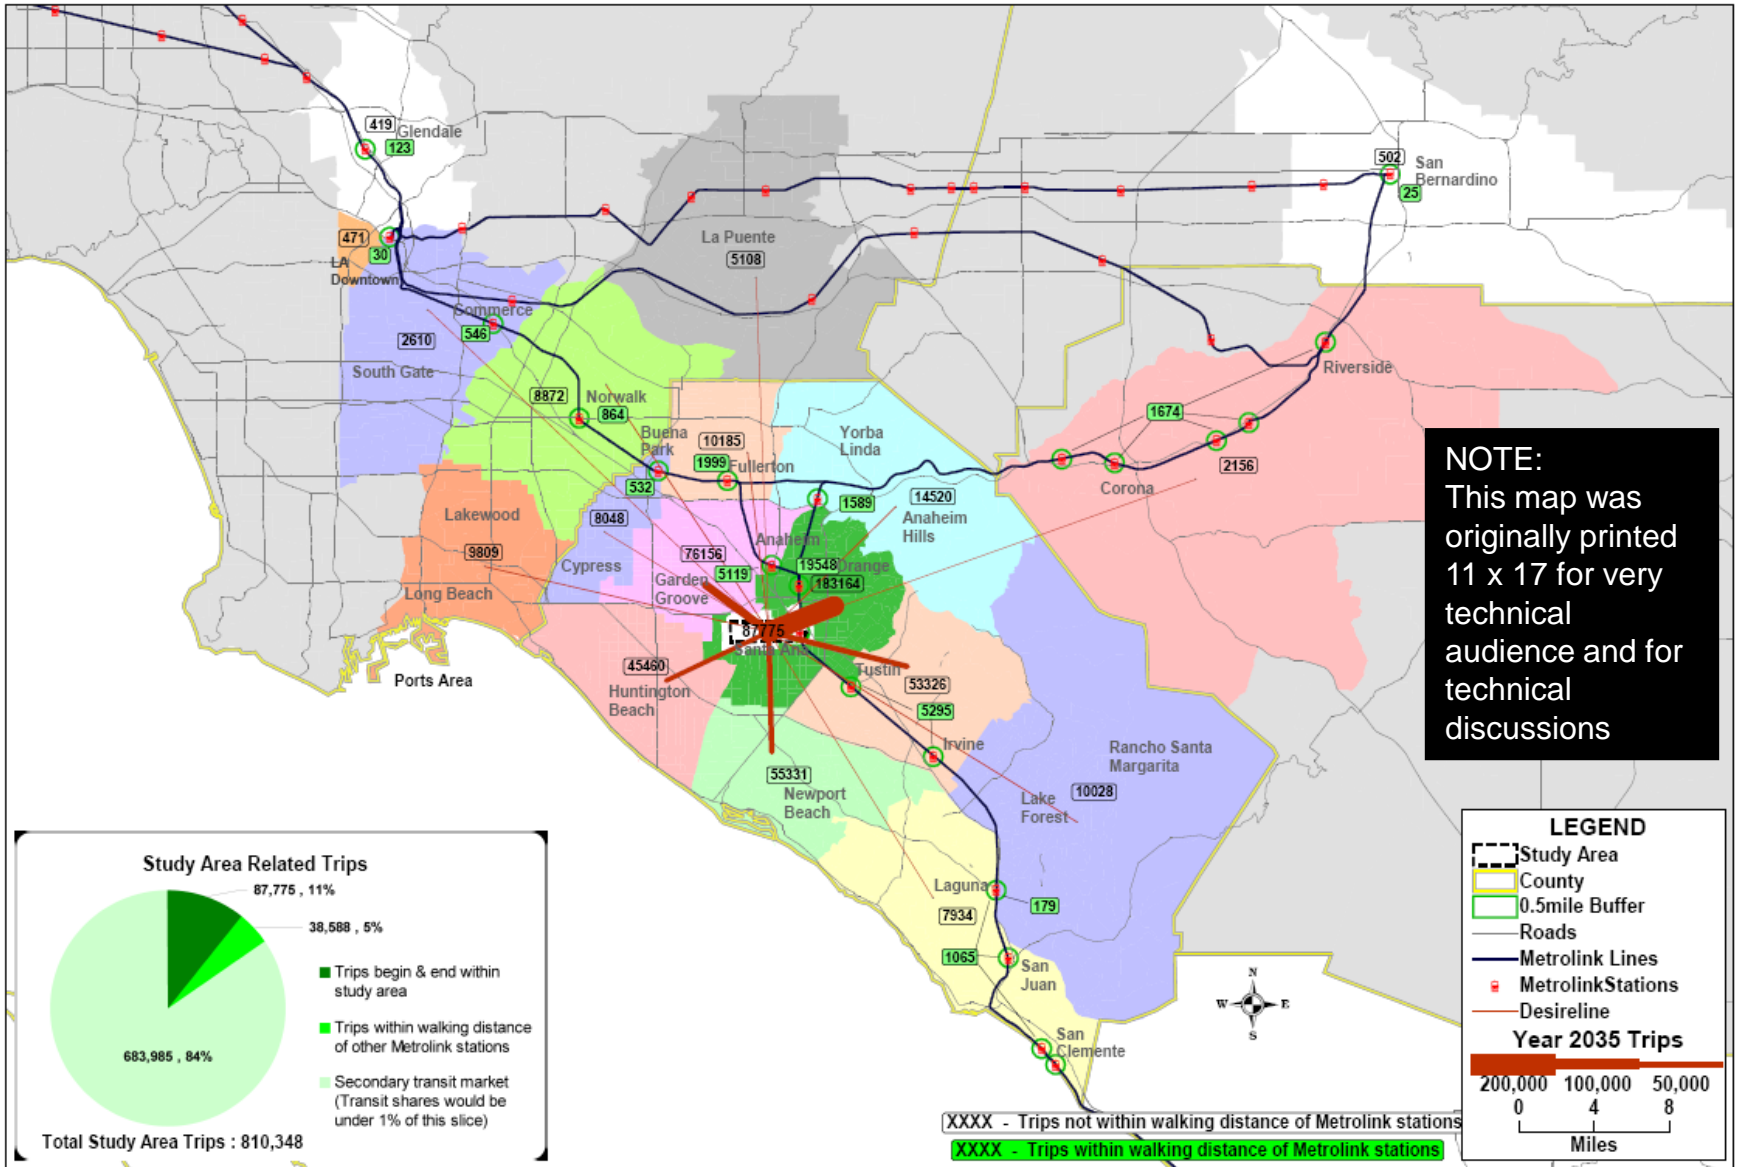 419
Glendale
123
502
San
Bernardino
25
471
30
LA
Downtown
La Puente
5108
Commerce
546
2610
South Gate
8872
Norwalk
864
Riverside
1674
2156
Corona
Buena
Park
10185
1999
Fullerton
532
Yorba
Linda
1589
14520
Anaheim
Hills
8048
Lakewood
9809
Long Beach
Cypress
76156
Anaheim
5119
19548
Orange
183164
Garden
Groove
87775
Santa Ana
45460
Huntington
Beach
Tustin
53326
5295
Irvine
Ports Area
55331
Newport
Beach
Rancho Santa
Margarita
10028
Lake
Forest
Laguna
7934
179
1065
San
Juan
San
Clemente
NOTE:
This map was
originally printed
11 x 17 for very
technical
audience and for
technical
discussions
Study Area Related Trips
87,775 , 11%
38,588 , 5%
683,985 , 84%
Trips begin & end within
study area
Trips within walking distance
of other Metrolink stations
Secondary transit market
(Transit shares would be
under 1% of this slice)
Total Study Area Trips : 810,348
N
W E
S
LEGEND
Study Area
County
0.5mile Buffer
Roads
Metrolink Lines
MetrolinkStations
Desireline
Year 2035 Trips
200,000 100,000 50,000
0 4 8
Miles
XXXX - Trips not within walking distance of Metrolink stations
XXXX - Trips within walking distance of Metrolink stations